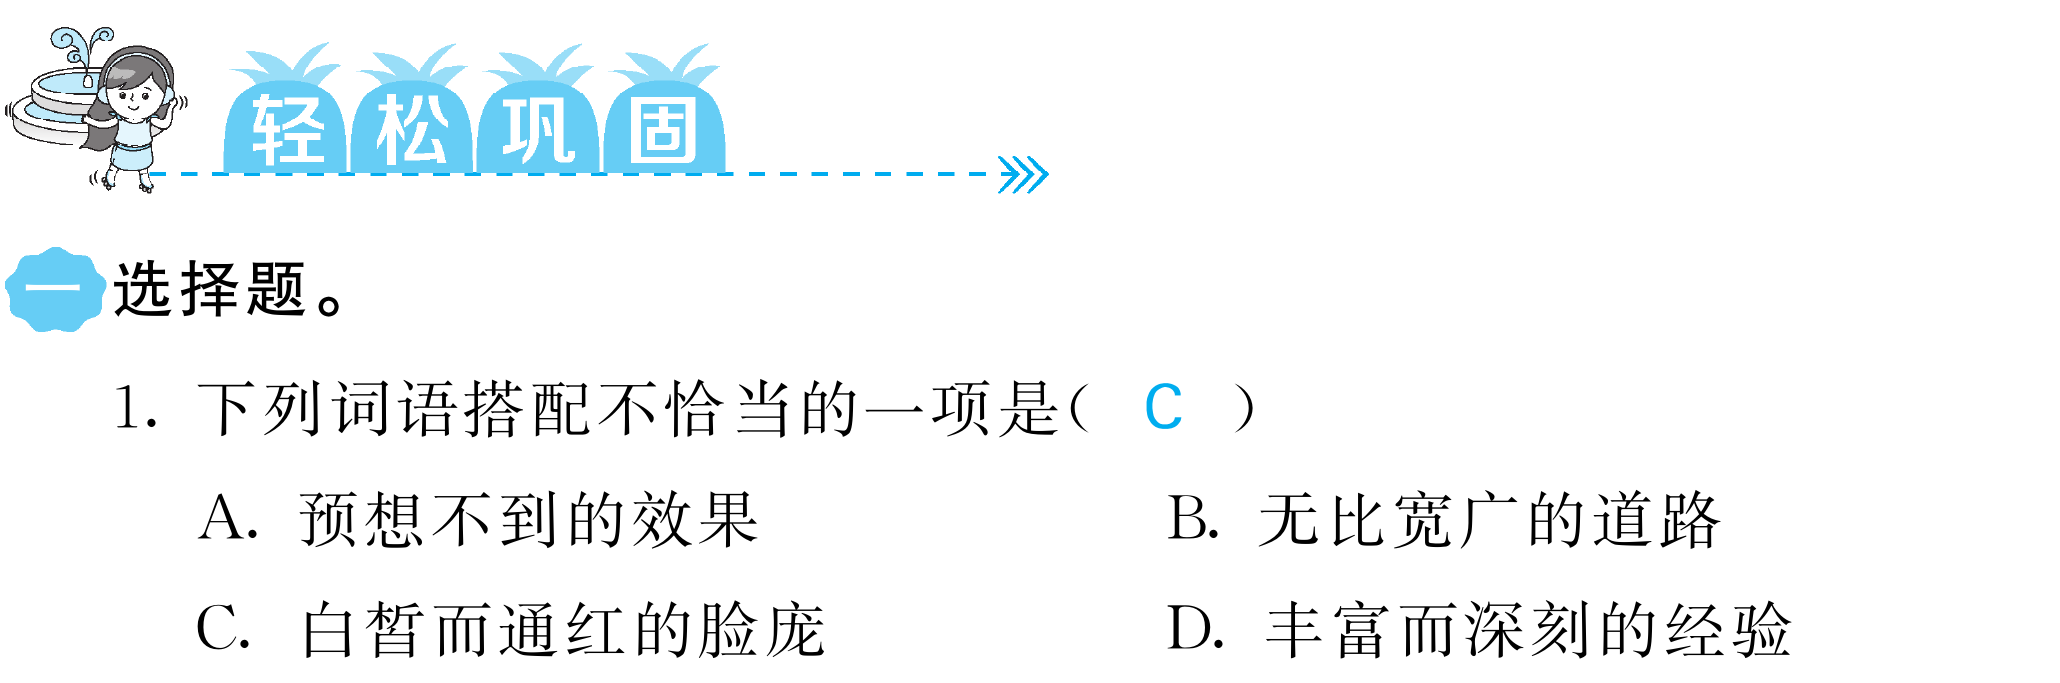 轻松巩固
一 选择题。
1. 下列词语搭配不恰当的一项是( C )
A. 预想不到的效果 B. 无比宽广的道路
C. 白皙而通红的脸庞 D. 丰富而深刻的经验